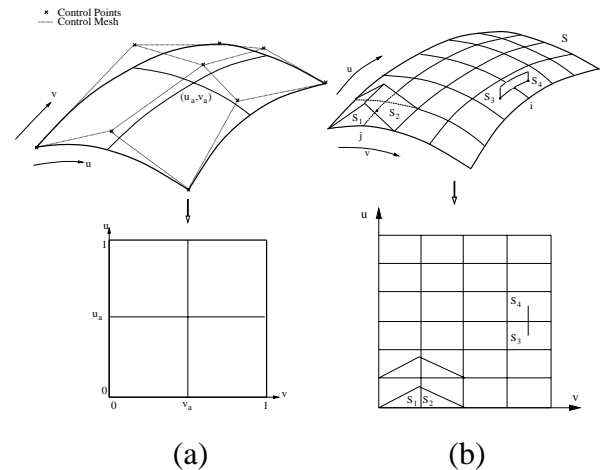 Control Points
Control Mesh
v
u
(u_a,v_a)
u
S
S_4
S_3
i
S_1
S_2
j
v
u
1
u_a
0
0
v_a
1
v
u
S_4
S_3
S_1
S_2
v
(a)
(b)